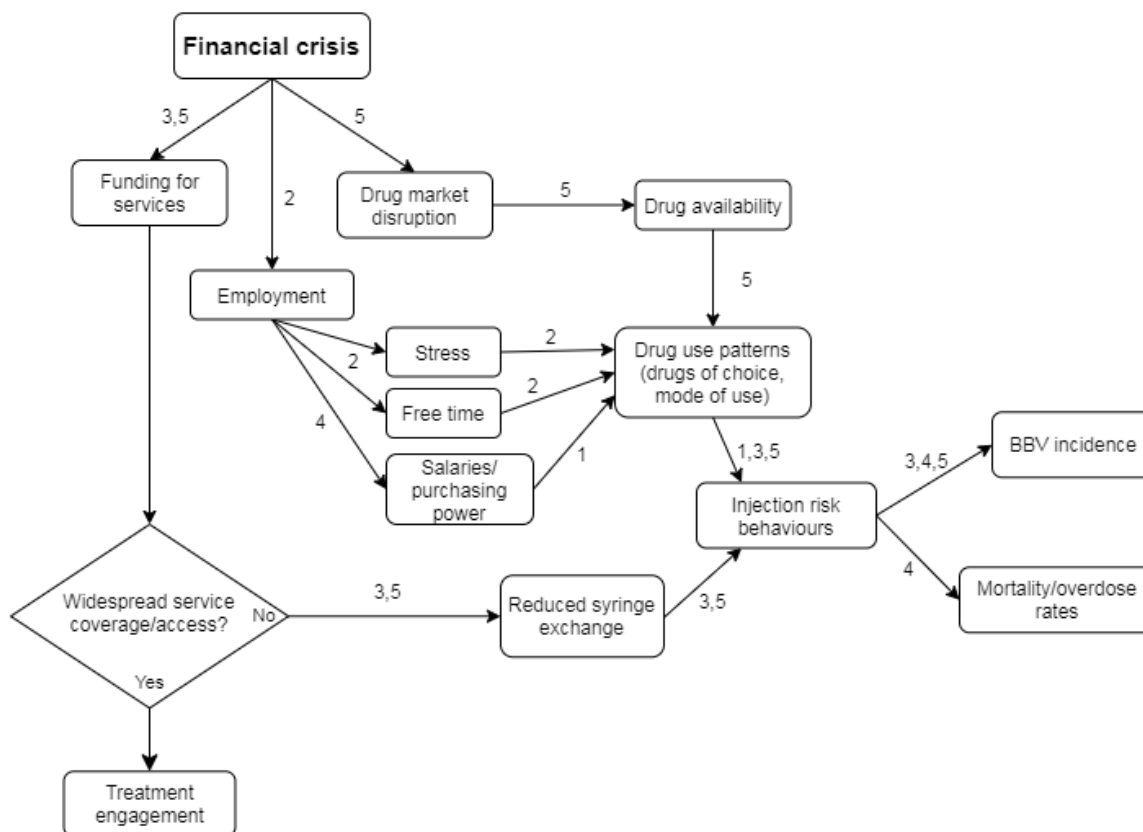 Financial crisis
3,5
5
2
Funding for
services
Drug market
disruption
5
Drug availability
5
Employment
2
4
Stress
2
Free time
2
Salaries/
purchasing
power
1
Drug use patterns
(drugs of choice,
mode of use)
1,3,5
Injection risk
behaviours
3,4,5
BBV incidence
4
Mortality/overdose
rates
Widespread service
coverage/access?
No
Yes
3,5
Reduced syringe
exchange
3,5
Treatment
engagement